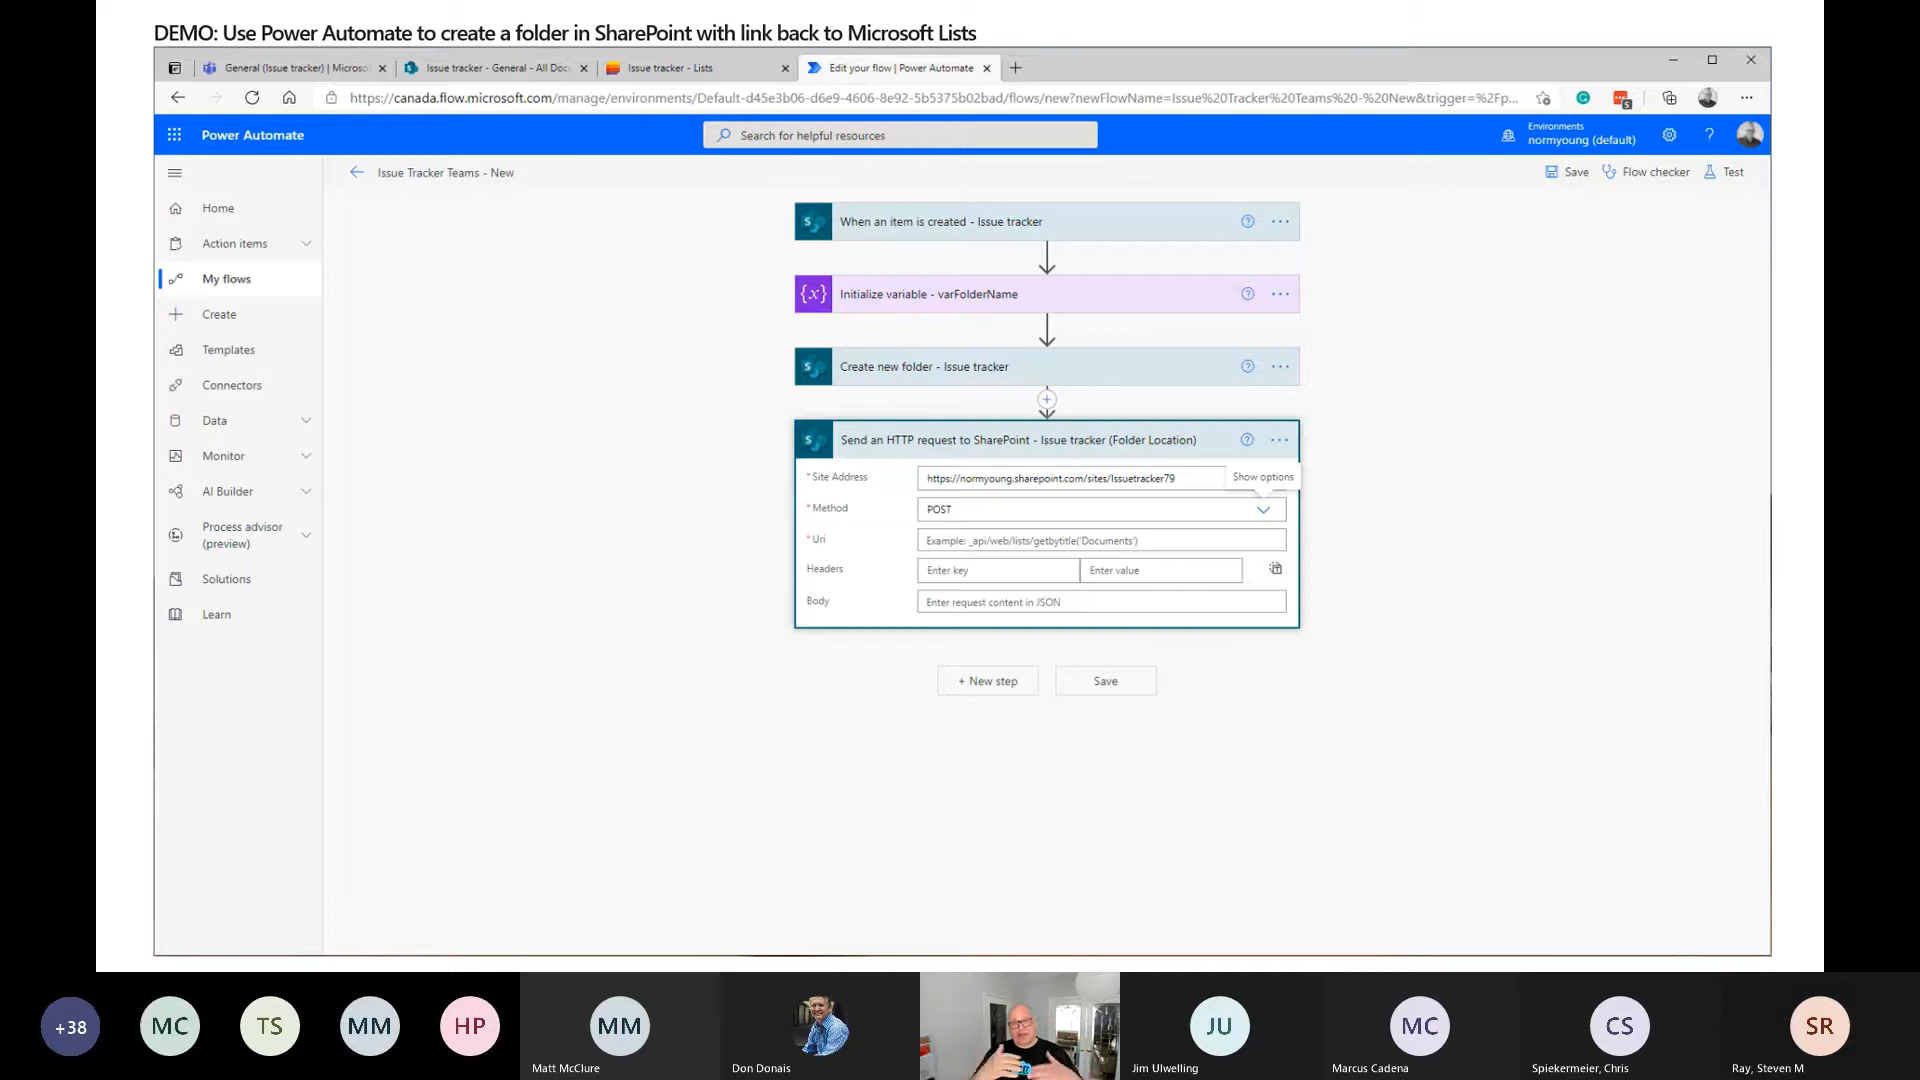 DEMO: Use Power Automate to create a folder in SharePoint with link back to Microsoft Lists
General (Issue tracker) | Microso
Issue tracker - General - All Doc
Issue tracker - Lists
Edit your flow | Power Automate
https://canada.flow.microsoft.com/manage/environments/Default-d45e3b06-d6e9-4606-8e92-5b5375b02bad/flows/new?newFlowName=Issue%20Tracker%20Teams%20-%20New&trigger=%2Fp...
Power Automate
Search for helpful resources
Environments
normyoung (default)
Issue Tracker Teams - New
Save
Flow checker
Test
Home
Action items
My flows
Create
Templates
Connectors
Data
Monitor
AI Builder
Process advisor
(preview)
Solutions
Learn
When an item is created - Issue tracker
{x} Initialize variable - varFolderName
Create new folder - Issue tracker
Send an HTTP request to SharePoint - Issue tracker (Folder Location)
* Site Address
https://normyoung.sharepoint.com/sites/Issuetracker79
Show options
* Method
POST
* Uri
Example: _api/web/lists/getbytitle('Documents')
Headers
Enter key
Enter value
Body
Enter request content in JSON
+ New step
Save
+38
MC
TS
MM
HP
MM
Matt McClure
Don Donais
JU
Jim Ulwelling
MC
Marcus Cadena
CS
Spiekermeier, Chris
SR
Ray, Steven M